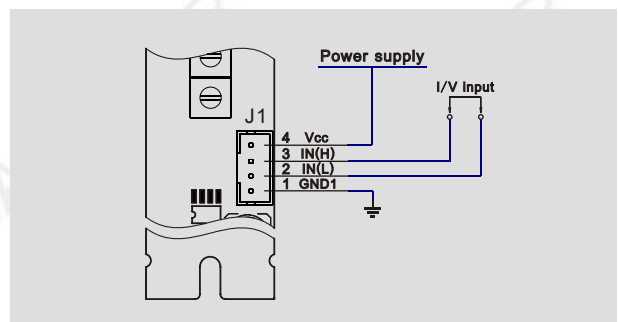 Power supply
I/V Input
J1
4 Vcc
3 IN(H)
2 IN(L)
1 GND1